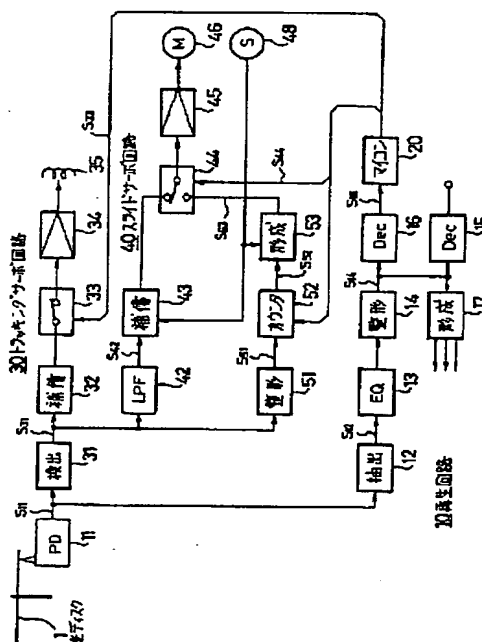 30トラッキングサーボ回路
S33
35
34
33
補償
32
S31
検出
31
S11
PD
11
1
光ディスク
40スライドサーボ回路
M
46
S
48
45
44
S44
S53
補償
43
S42
LPF
42
形成
53
S52
カウンタ
52
S51
整形
51
マイコン
20
S16
Dec
16
Dec
15
S14
整形
14
形成
17
EQ
13
S12
抽出
12
10再生回路